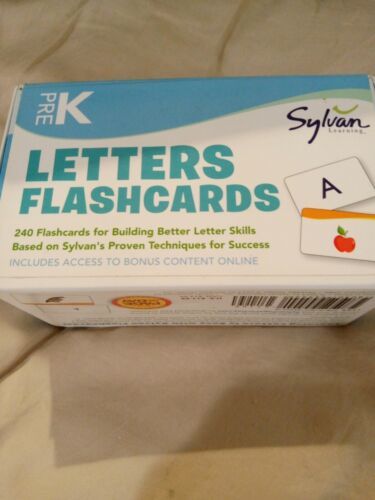 PRE K
Sylvan
Learning
LETTERS
FLASHCARDS
A
240 Flashcards for Building Better Letter Skills
Based on Sylvan's Proven Techniques for Success
INCLUDES ACCESS TO BONUS CONTENT ONLINE